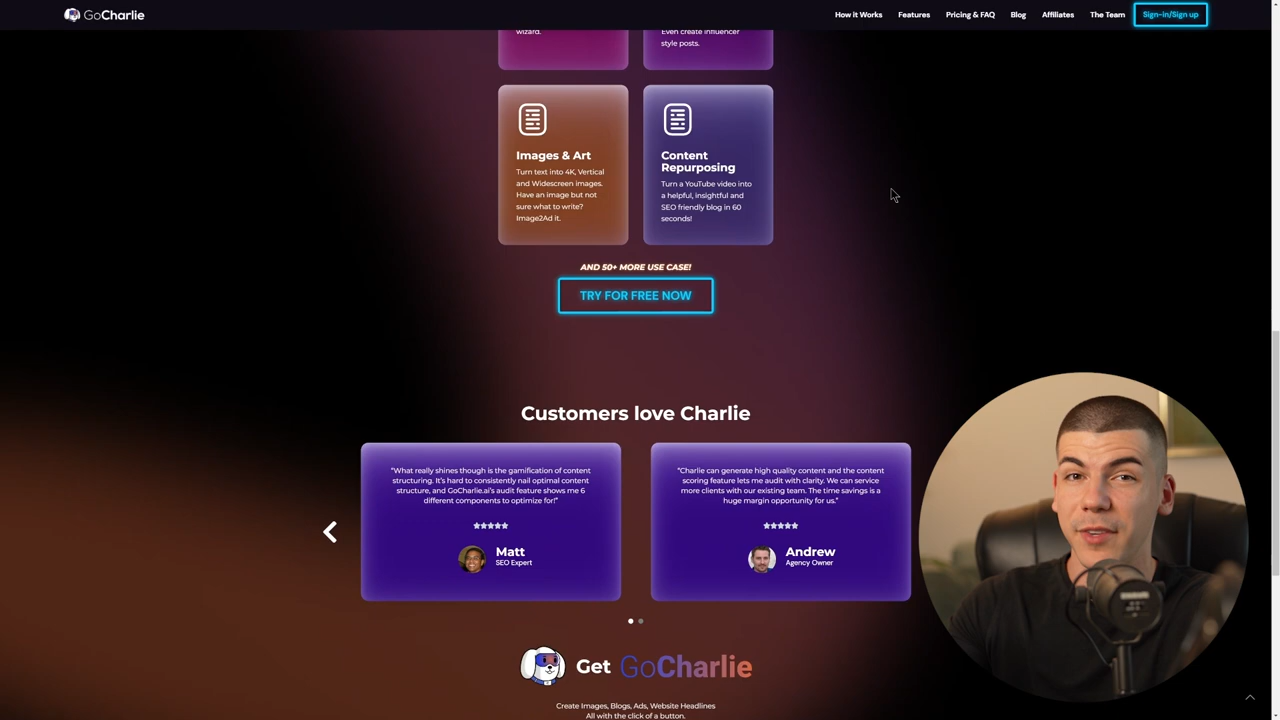 GoCharlie
How it Works
Features
Pricing & FAQ
Blog
Affiliates
The Team
Sign-in/Sign up
wizard.
Even create influencer
style posts.
Images & Art
Turn text into 4K, Vertical
and Widescreen images.
Have an image but not
sure what to write?
Image2Ad it.
Content
Repurposing
Turn a YouTube video into
a helpful, insightful and
SEO friendly blog in 60
seconds!
AND 50+ MORE USE CASE!
TRY FOR FREE NOW
Customers love Charlie
"What really shines though is the gamification of content
structuring. It's hard to consistently nail optimal content
structure, and GoCharlie.ai's audit feature shows me 6
different components to optimize for!"
Matt
SEO Expert
"Charlie can generate high quality content and the content
scoring feature lets me audit with clarity. We can service
more clients with our existing team. The time savings is a
huge margin opportunity for us."
Andrew
Agency Owner
Get GoCharlie
Create Images, Blogs, Ads, Website Headlines
All with the click of a button.